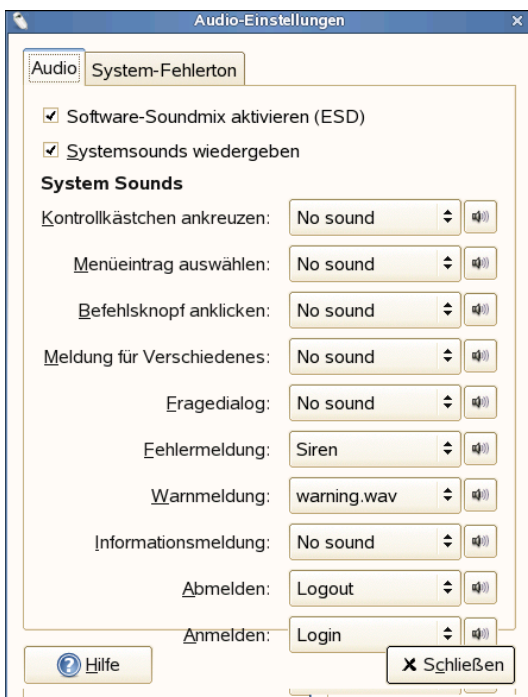 Audio-Einstellungen
Audio System-Fehlerton
Software-Soundmix aktivieren (ESD)
Systemsounds wiedergeben
System Sounds
Kontrollkästchen ankreuzen: No sound
Menüeintrag auswählen: No sound
Befehlsknopf anklicken: No sound
Meldung für Verschiedenes: No sound
Fragedialog: No sound
Fehlermeldung: Siren
Warnmeldung: warning.wav
Informationsmeldung: No sound
Abmelden: Logout
Anmelden: Login
Hilfe Schließen